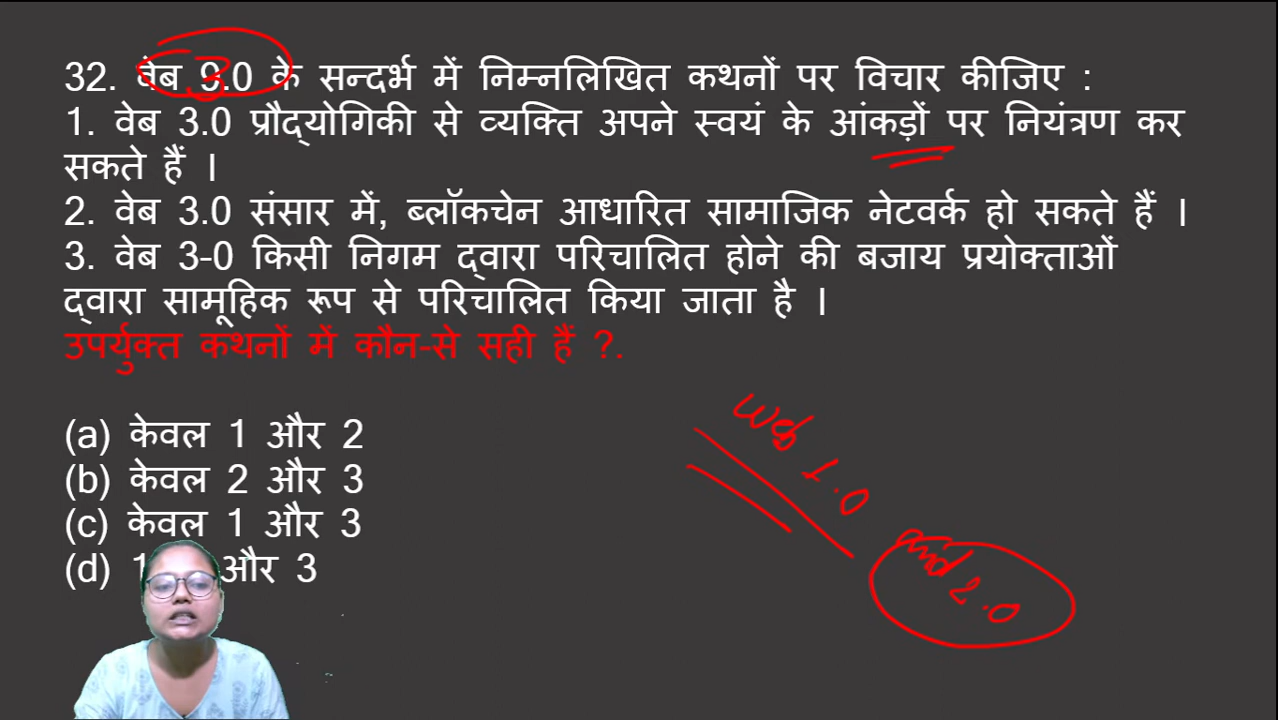 32. वेब 3.0 के सन्दर्भ में निम्नलिखित कथनों पर विचार कीजिए :
1. वेब 3.0 प्रौद्योगिकी से व्यक्ति अपने स्वयं के आंकड़ों पर नियंत्रण कर
सकते हैं ।
2. वेब 3.0 संसार में, ब्लॉकचेन आधारित सामाजिक नेटवर्क हो सकते हैं ।
3. वेब 3-0 किसी निगम द्वारा परिचालित होने की बजाय प्रयोक्ताओं
द्वारा सामूहिक रूप से परिचालित किया जाता है ।
उपर्युक्त कथनों में कौन-से सही हैं ?.
(a) केवल 1 और 2
(b) केवल 2 और 3
(c) केवल 1 और 3
(d) 1 और 3
web 1.0
and 2.0